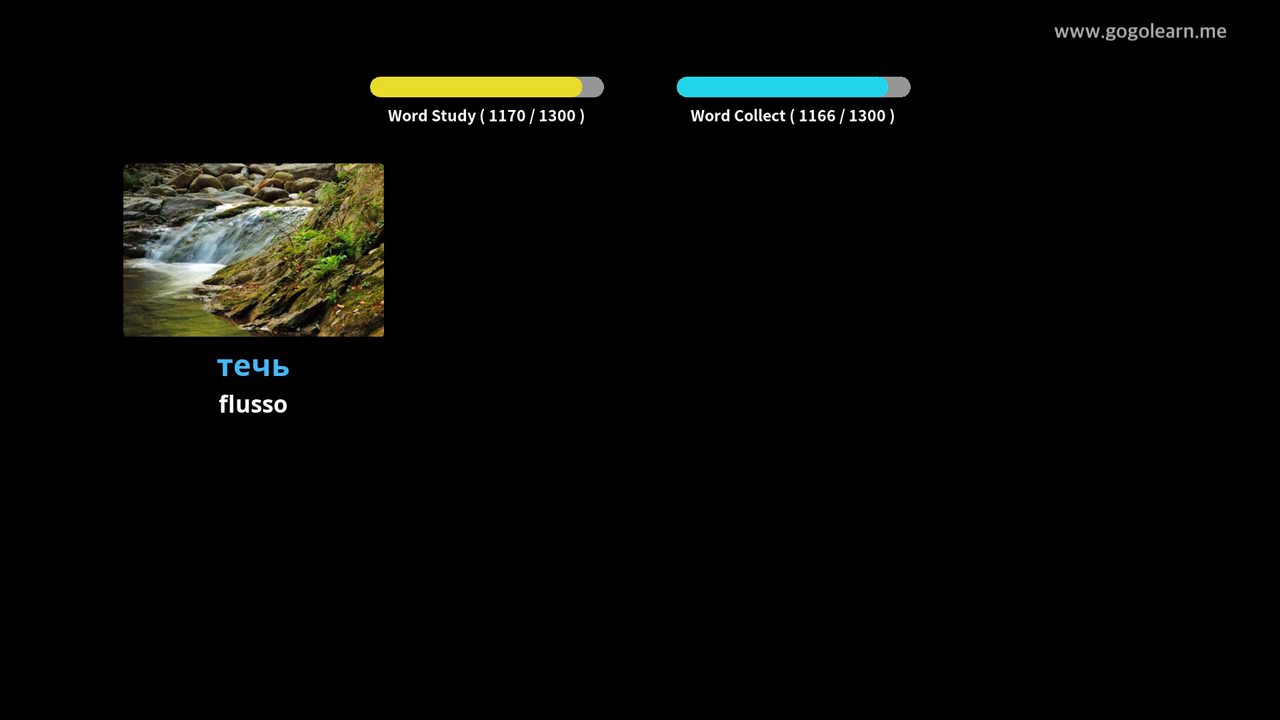 www.gogolearn.me
Word Study ( 1170 / 1300 )
Word Collect ( 1166 / 1300 )
течь
flusso